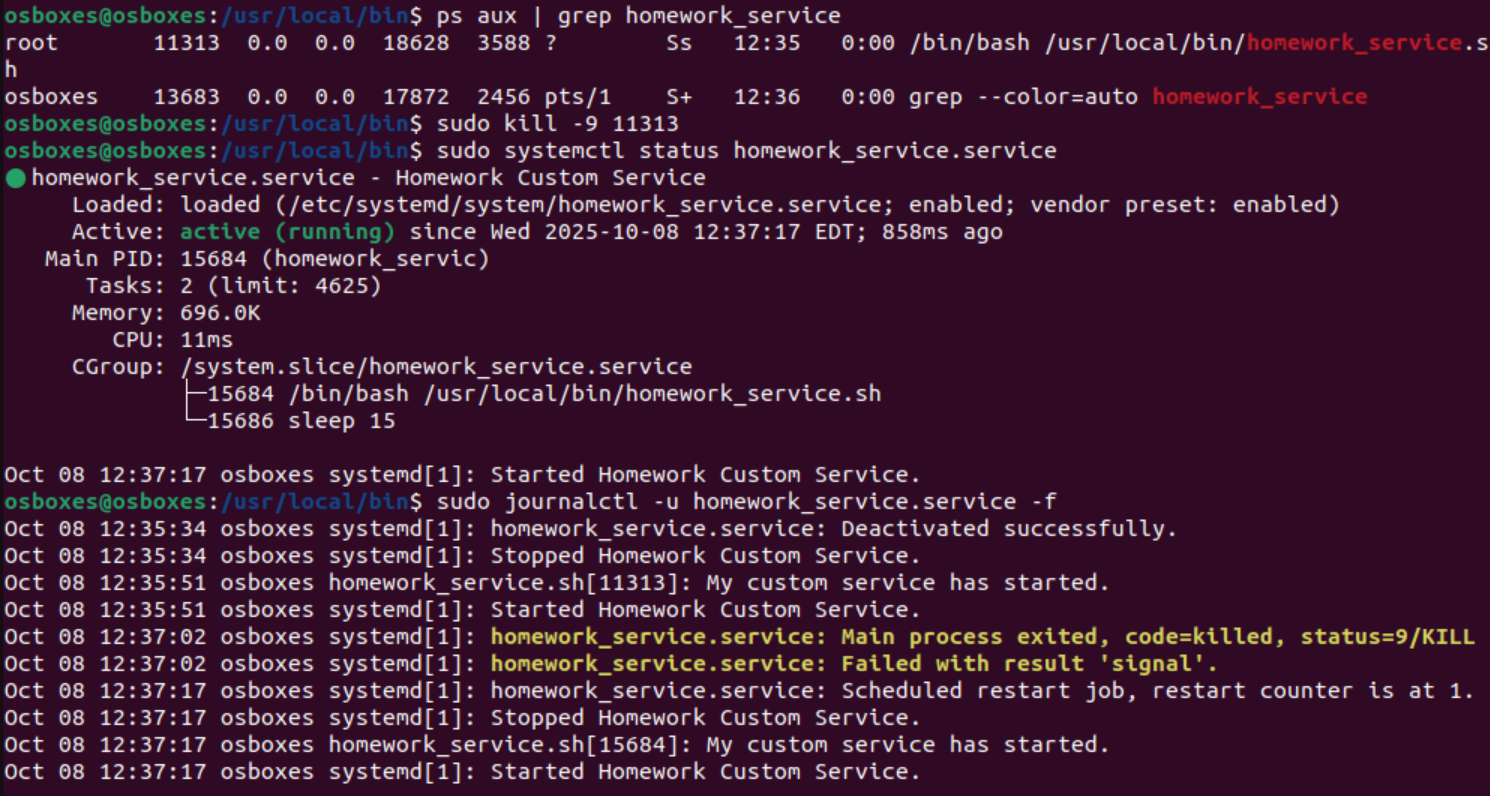 osboxes@osboxes:/usr/local/bin$ ps aux | grep homework_service
root       11313  0.0  0.0  18628  3588 ?        Ss   12:35   0:00 /bin/bash /usr/local/bin/homework_service.s
h
osboxes    13683  0.0  0.0  17872  2456 pts/1    S+   12:36   0:00 grep --color=auto homework_service
osboxes@osboxes:/usr/local/bin$ sudo kill -9 11313
osboxes@osboxes:/usr/local/bin$ sudo systemctl status homework_service.service
● homework_service.service - Homework Custom Service
     Loaded: loaded (/etc/systemd/system/homework_service.service; enabled; vendor preset: enabled)
     Active: active (running) since Wed 2025-10-08 12:37:17 EDT; 858ms ago
   Main PID: 15684 (homework_servic)
      Tasks: 2 (limit: 4625)
     Memory: 696.0K
        CPU: 11ms
     CGroup: /system.slice/homework_service.service
             ├─15684 /bin/bash /usr/local/bin/homework_service.sh
             └─15686 sleep 15
Oct 08 12:37:17 osboxes systemd[1]: Started Homework Custom Service.
osboxes@osboxes:/usr/local/bin$ sudo journalctl -u homework_service.service -f
Oct 08 12:35:34 osboxes systemd[1]: homework_service.service: Deactivated successfully.
Oct 08 12:35:34 osboxes systemd[1]: Stopped Homework Custom Service.
Oct 08 12:35:51 osboxes homework_service.sh[11313]: My custom service has started.
Oct 08 12:35:51 osboxes systemd[1]: Started Homework Custom Service.
Oct 08 12:37:02 osboxes systemd[1]: homework_service.service: Main process exited, code=killed, status=9/KILL
Oct 08 12:37:02 osboxes systemd[1]: homework_service.service: Failed with result 'signal'.
Oct 08 12:37:17 osboxes systemd[1]: homework_service.service: Scheduled restart job, restart counter is at 1.
Oct 08 12:37:17 osboxes systemd[1]: Stopped Homework Custom Service.
Oct 08 12:37:17 osboxes homework_service.sh[15684]: My custom service has started.
Oct 08 12:37:17 osboxes systemd[1]: Started Homework Custom Service.